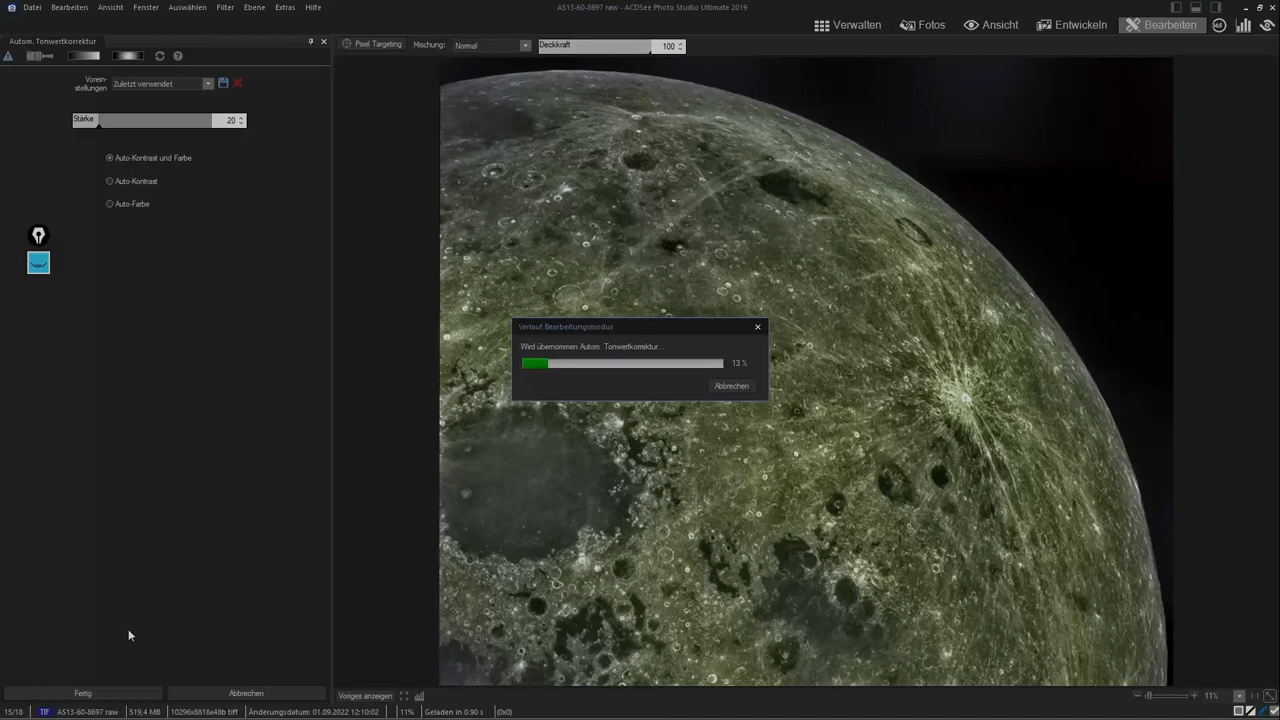 Datei Bearbeiten Ansicht Fenster Auswählen Filter Ebene Extras Hilfe
AS13-60-8697 raw - ACDSee Photo Studio Ultimate 2019
Verwalten Fotos Ansicht Entwickeln Bearbeiten 365
Autom. Tonwertkorrektur
Pixel Targeting Mischung: Normal Deckkraft 100
Vorein-
stellungen Zuletzt verwendet
Stärke 20
Auto-Kontrast und Farbe
Auto-Kontrast
Auto-Farbe
Verlauf Bearbeitungsmodus
Wird übernommen Autom. Tonwertkorrektur...
13 %
Abbrechen
Fertig Abbrechen
Voriges anzeigen 11% 1:1
15/18 TIF AS13-60-8697 raw 519,4 MB 10296x8816x48b tiff Änderungsdatum: 01.09.2022 12:10:02 11% Geladen in 0.90 s (0x0)